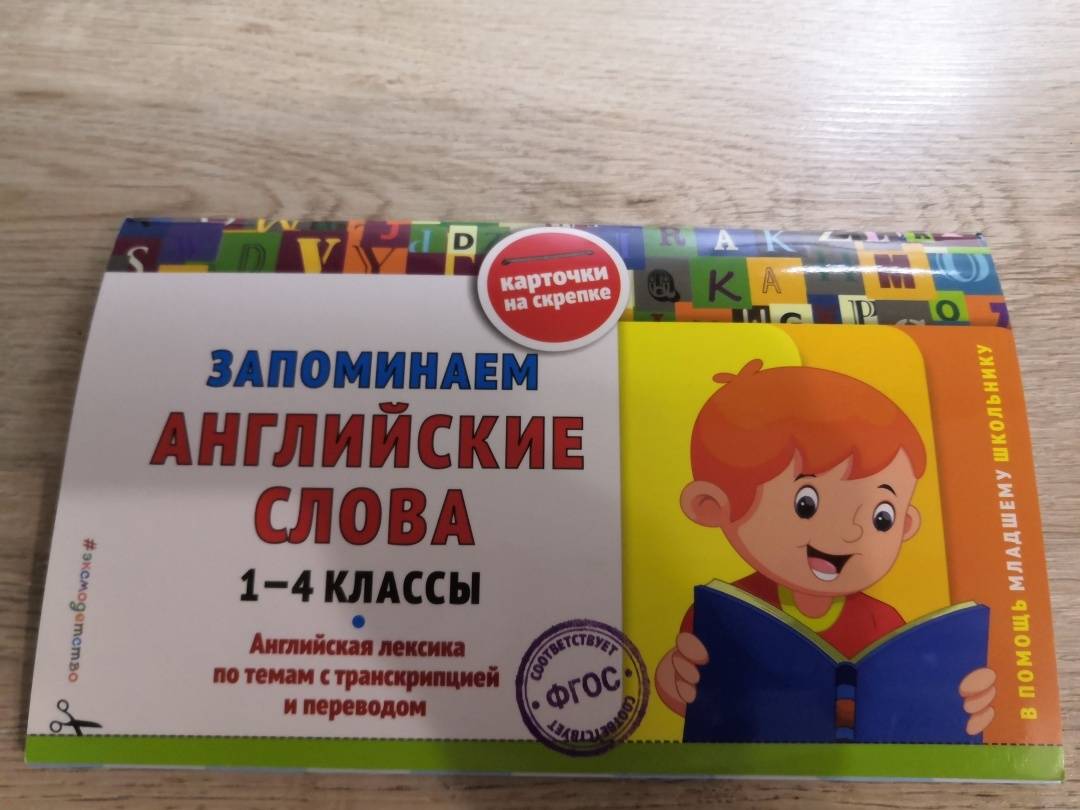 карточки
на скрепке
ЗАПОМИНАЕМ
АНГЛИЙСКИЕ
СЛОВА
1–4 КЛАССЫ
Английская лексика
по темам с транскрипцией
и переводом
СООТВЕТСТВУЕТ
ФГОС
СООТВЕТСТВУЕТ
#эксмодетство
В ПОМОЩЬ МЛАДШЕМУ ШКОЛЬНИКУ